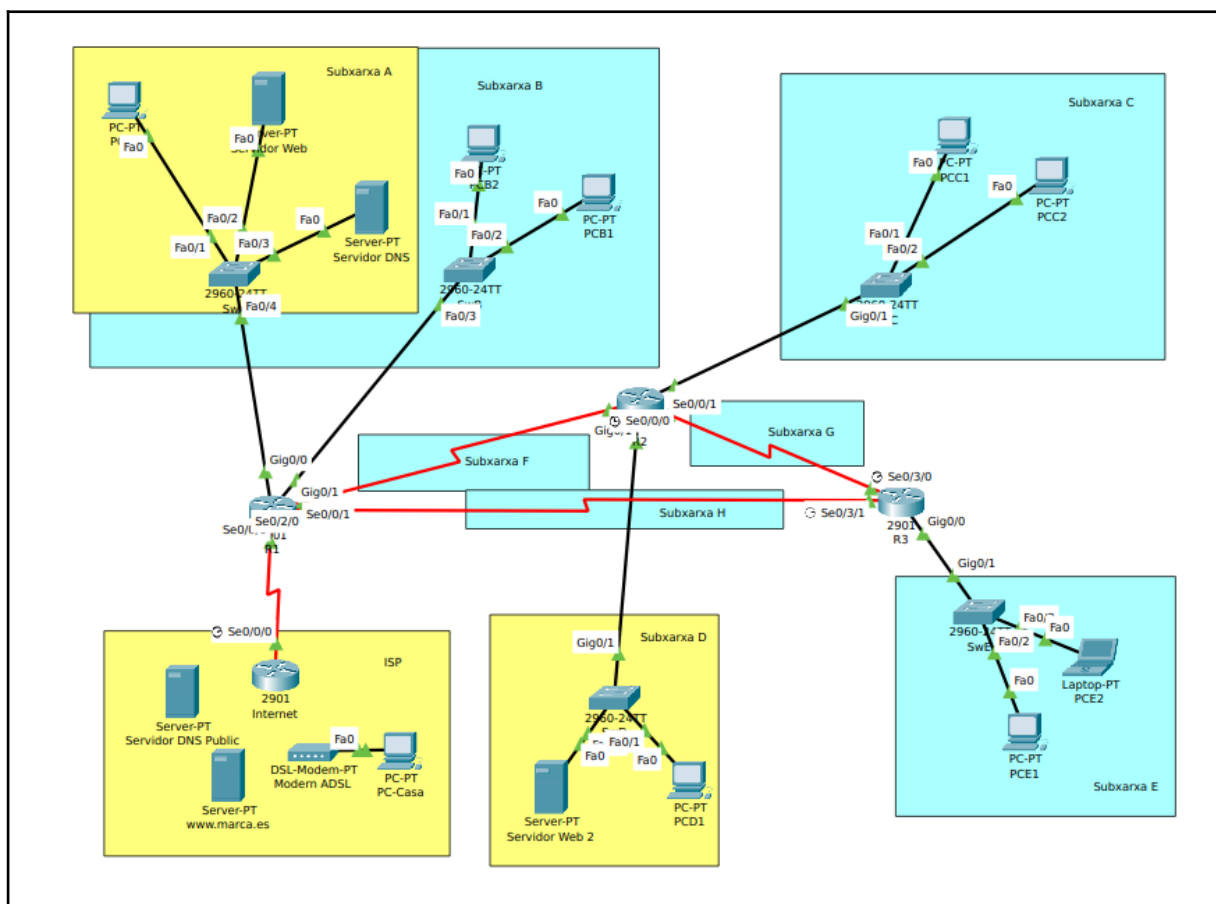 Subxarxa A
PC-PT
Fa0
Fa0
Servidor Web
Fa0
Server-PT
Servidor DNS
Fa0/2
Fa0/1
Fa0/3
2960-24TT
Fa0/4
Subxarxa B
Fa0
Fa0/1
Fa0
PC-PT
PCB1
Fa0/2
2960-24TT
Fa0/3
Subxarxa C
Fa0
PC-PT
PCC1
Fa0
PC-PT
PCC2
Fa0/1
Fa0/2
Gig0/1
Se0/0/1
Se0/0/0
Subxarxa G
Subxarxa F
Gig0/0
Gig0/1
Se0/0/1
Se0/2/0
R1
Subxarxa H
Se0/3/0
Se0/3/1
2901
R3
Gig0/0
Gig0/1
2960-24TT
Fa0
Fa0/2
Laptop-PT
PCE2
Fa0
PC-PT
PCE1
Subxarxa E
Se0/0/0
ISP
2901
Internet
Server-PT
Servidor DNS Public
Fa0
DSL-Modem-PT
Modem ADSL
PC-PT
PC-Casa
Server-PT
www.marca.es
Gig0/1
Subxarxa D
2960-24TT
Fa0/1
Fa0
Fa0
Server-PT
Servidor Web 2
PC-PT
PCD1